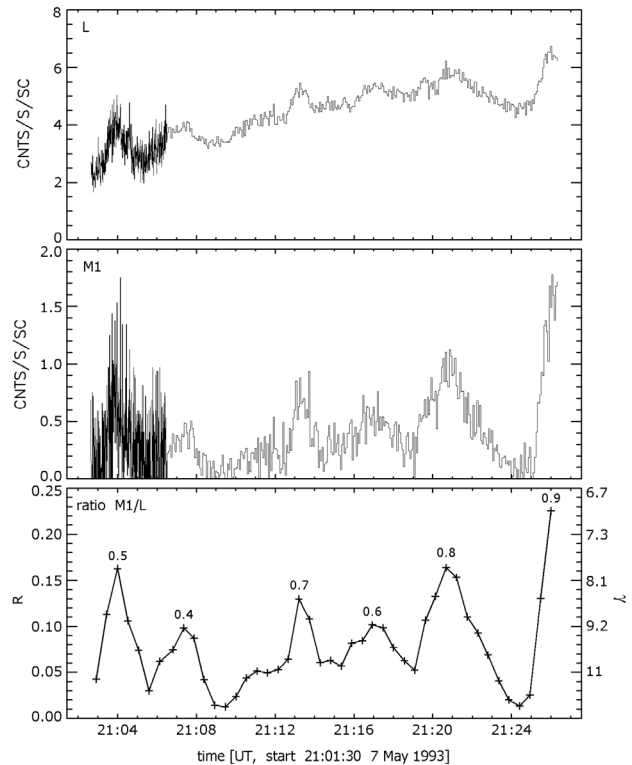 8
L
6
CNTS/S/SC
4
2
0
2.0
M1
1.5
CNTS/S/SC
1.0
0.5
0.0
0.25 6.7
ratio M1/L 0.9
0.20 7.3
0.5 0.7 0.8
0.15 8.1
R γ
0.4 0.6
0.10 9.2
0.05 11
0.00
21:04 21:08 21:12 21:16 21:20 21:24
time [UT, start 21:01:30 7 May 1993]